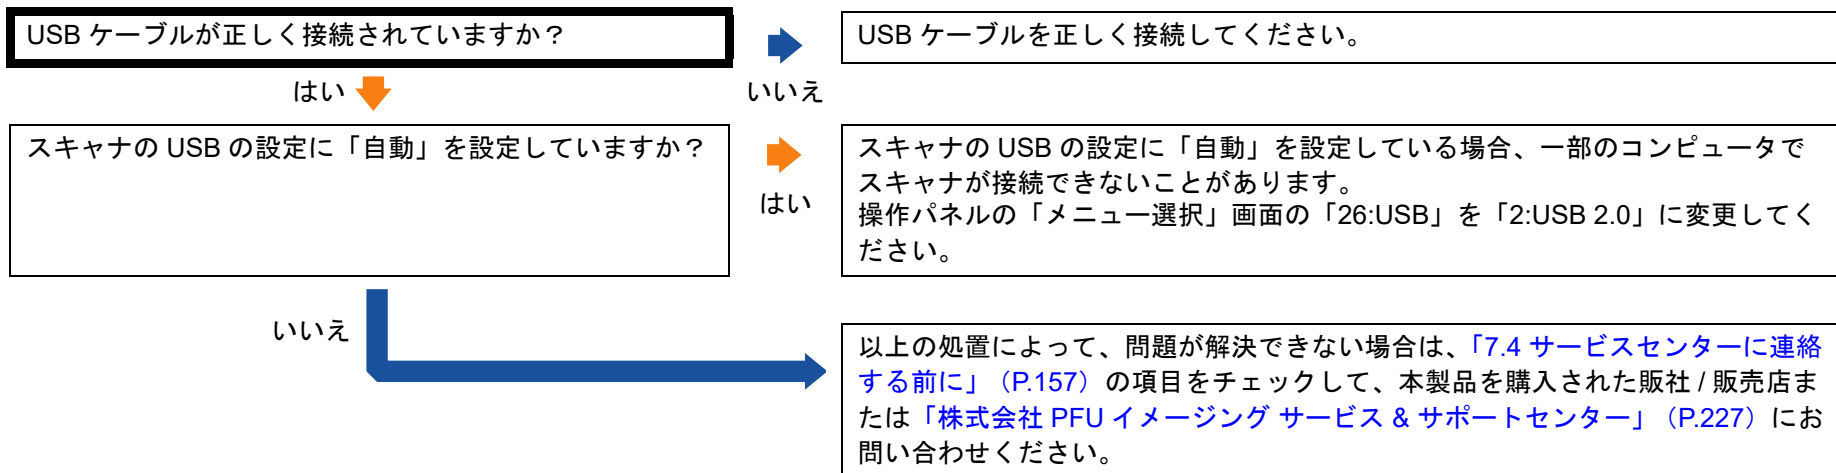 USB ケーブルが正しく接続されていますか？
USB ケーブルを正しく接続してください。
はい
いいえ
スキャナの USB の設定に「自動」を設定していますか？
はい
スキャナの USB の設定に「自動」を設定している場合、一部のコンピュータで
スキャナが接続できないことがあります。
操作パネルの「メニュー選択」画面の「26:USB」を「2:USB 2.0」に変更してく
ださい。
いいえ
以上の処置によって、問題が解決できない場合は、「7.4 サービスセンターに連絡
する前に」（P.157）の項目をチェックして、本製品を購入された販社 / 販売店ま
たは「株式会社 PFU イメージング サービス & サポートセンター」（P.227）にお
問い合わせください。